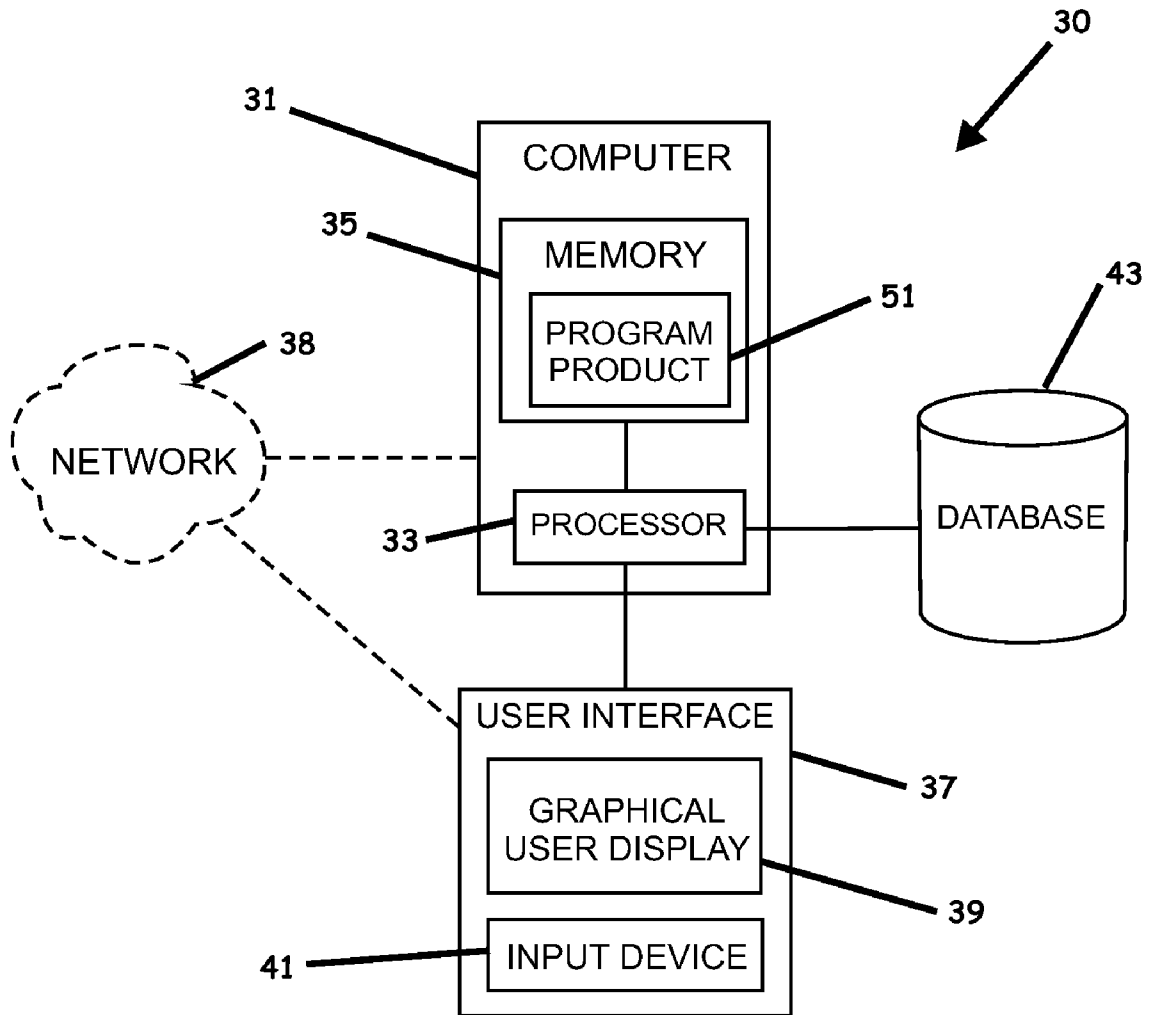 30
31
COMPUTER
35
MEMORY
51
PROGRAM
PRODUCT
43
38
NETWORK
33
PROCESSOR
DATABASE
USER INTERFACE
37
GRAPHICAL
USER DISPLAY
39
41
INPUT DEVICE